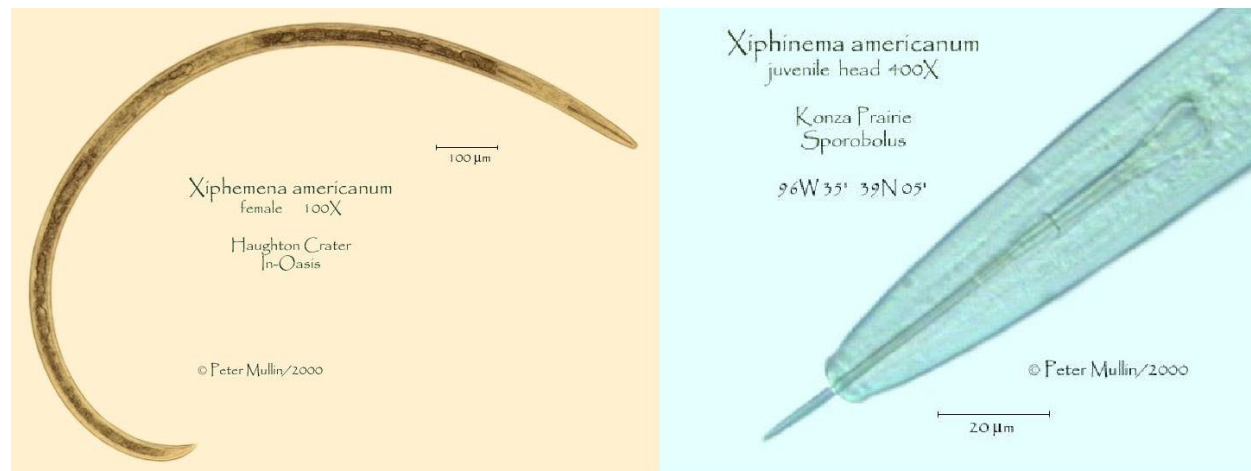 100 µm
Xiphemena americanum
female 100X
Haughton Crater
In-Oasis
© Peter Mullin/2000
Xiphinema americanum
juvenile head 400X
Konza Prairie
Sporobolus
96W 35' 39N 05'
© Peter Mullin/2000
20 µm